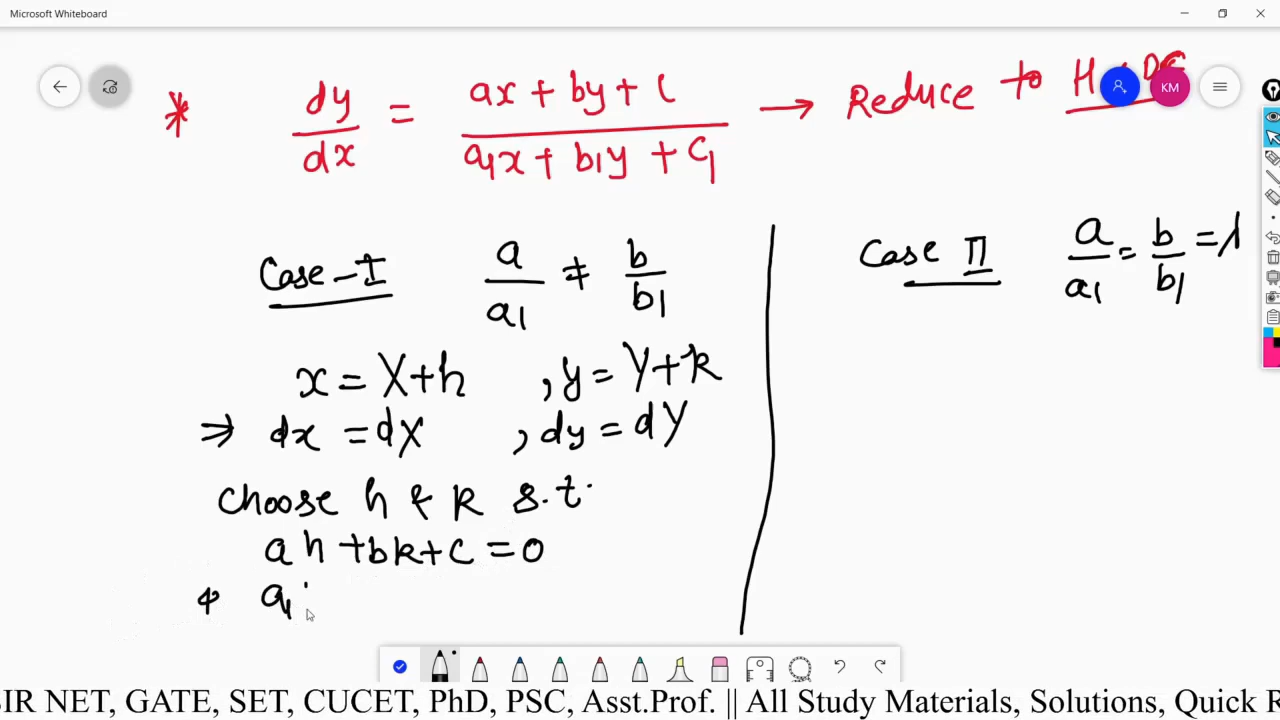 Microsoft Whiteboard
* dy/dx = ax + by + c / a1x + b1y + c1 → Reduce to H
KM
Case - I a/a1 ≠ b/b1
x = X+h , y = Y+k
⇒ dx = dX , dy = dY
Choose h & k s.t.
ah + bk + c = 0
& a1
Case II a/a1 = b/b1 = λ
SIR NET, GATE, SET, CUCET, PhD, PSC, Asst.Prof. || All Study Materials, Solutions, Quick R